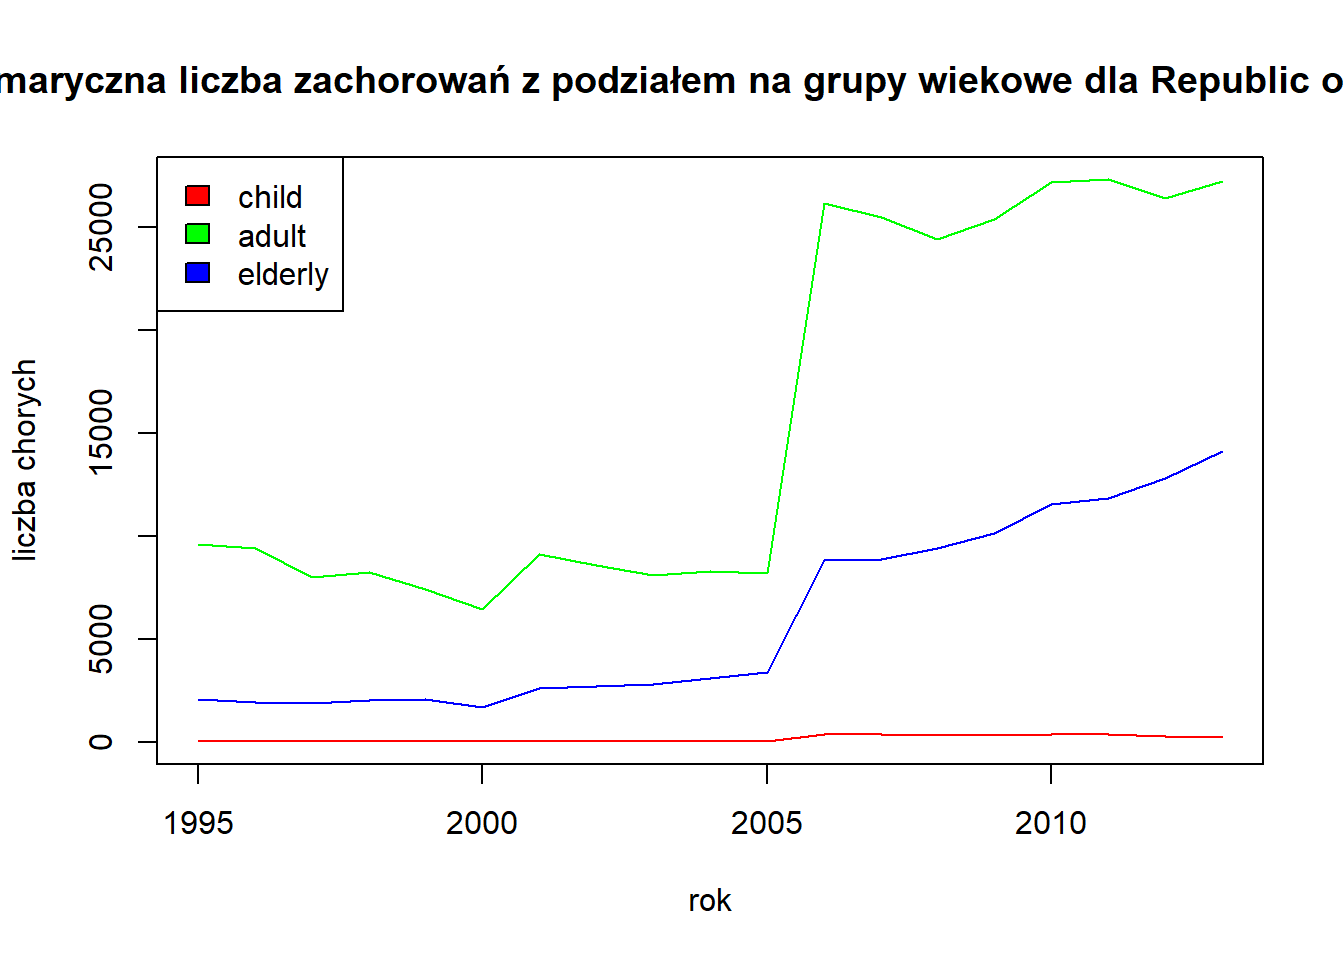 maryczna liczba zachorowań z podziałem na grupy wiekowe dla Republic o
child
adult
elderly
liczba chorych
25000
15000
5000
0
1995 2000 2005 2010
rok